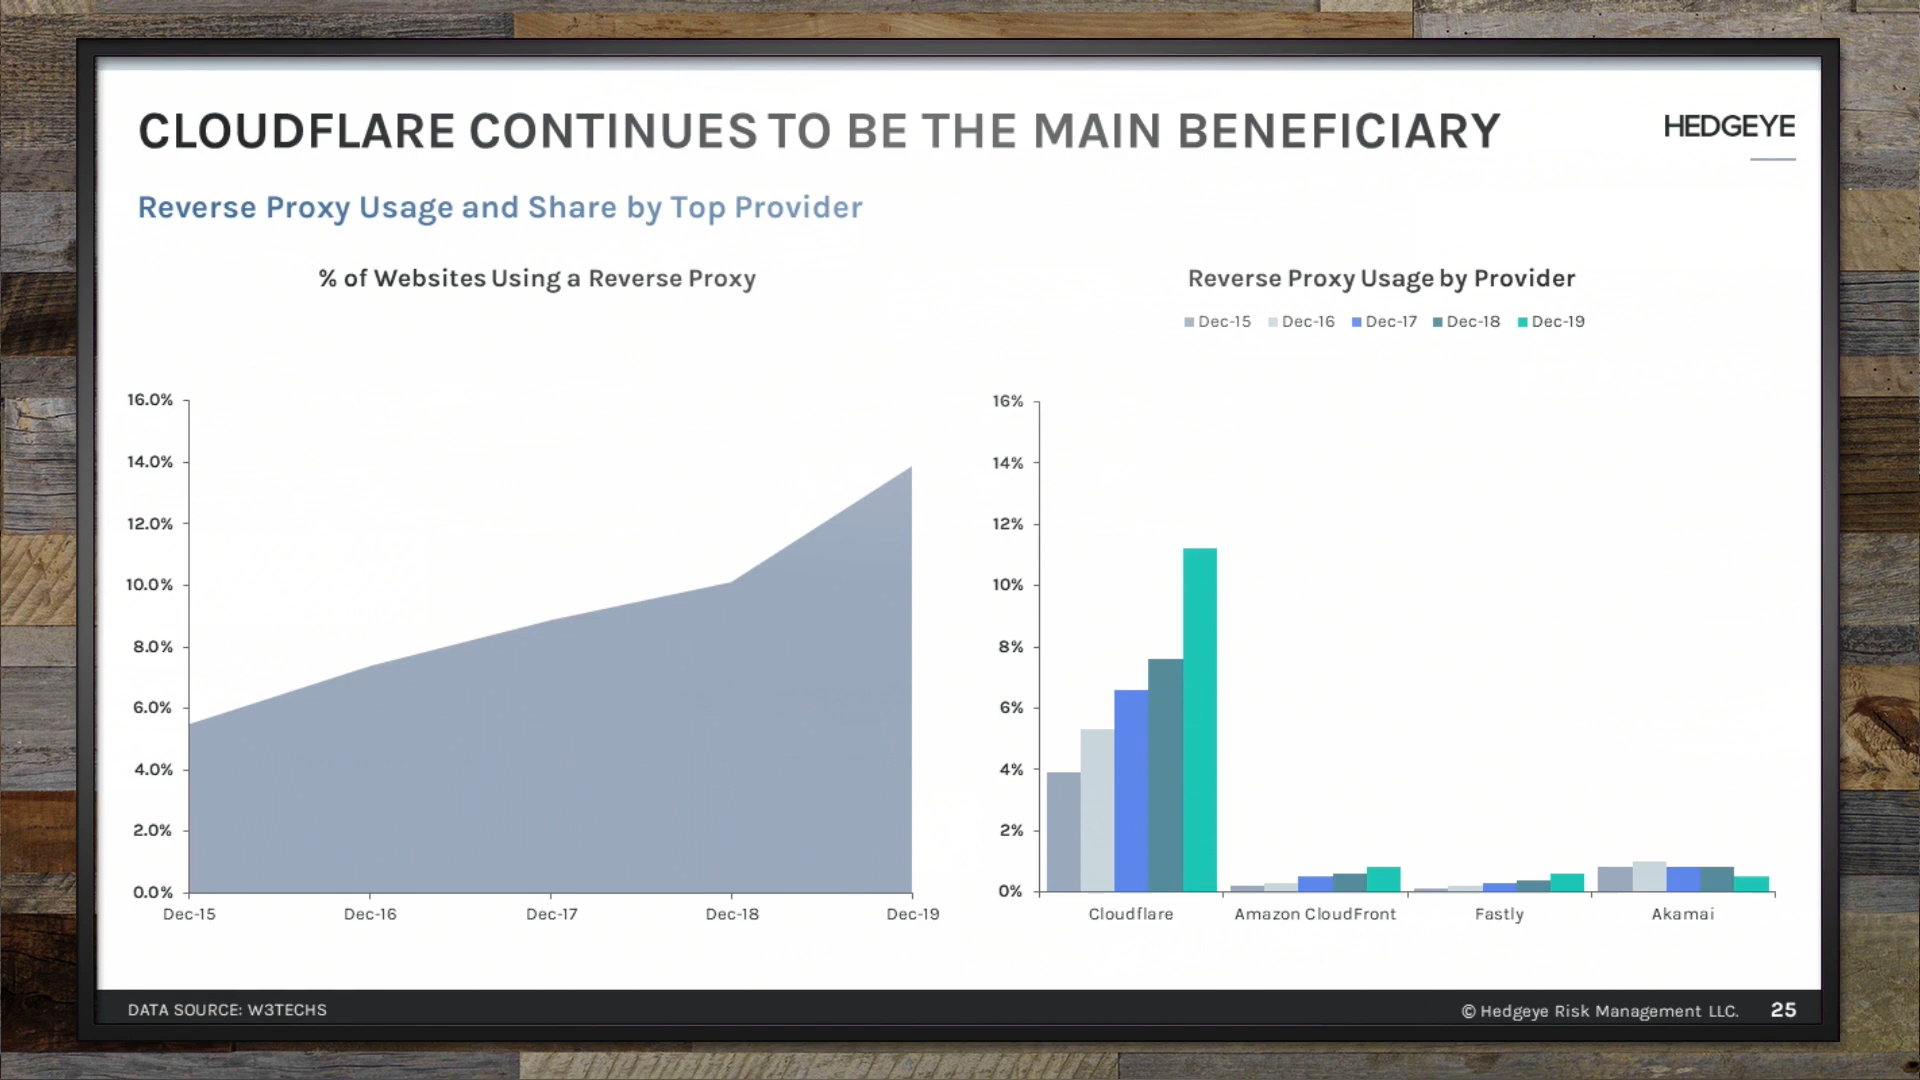 CLOUDFLARE CONTINUES TO BE THE MAIN BENEFICIARY
HEDGEYE
Reverse Proxy Usage and Share by Top Provider
% of Websites Using a Reverse Proxy
16.0%
14.0%
12.0%
10.0%
8.0%
6.0%
4.0%
2.0%
0.0%
Dec-15 Dec-16 Dec-17 Dec-18 Dec-19
Reverse Proxy Usage by Provider
Dec-15 Dec-16 Dec-17 Dec-18 Dec-19
16%
14%
12%
10%
8%
6%
4%
2%
0%
Cloudflare Amazon CloudFront Fastly Akamai
DATA SOURCE: W3TECHS
© Hedgeye Risk Management LLC. 25